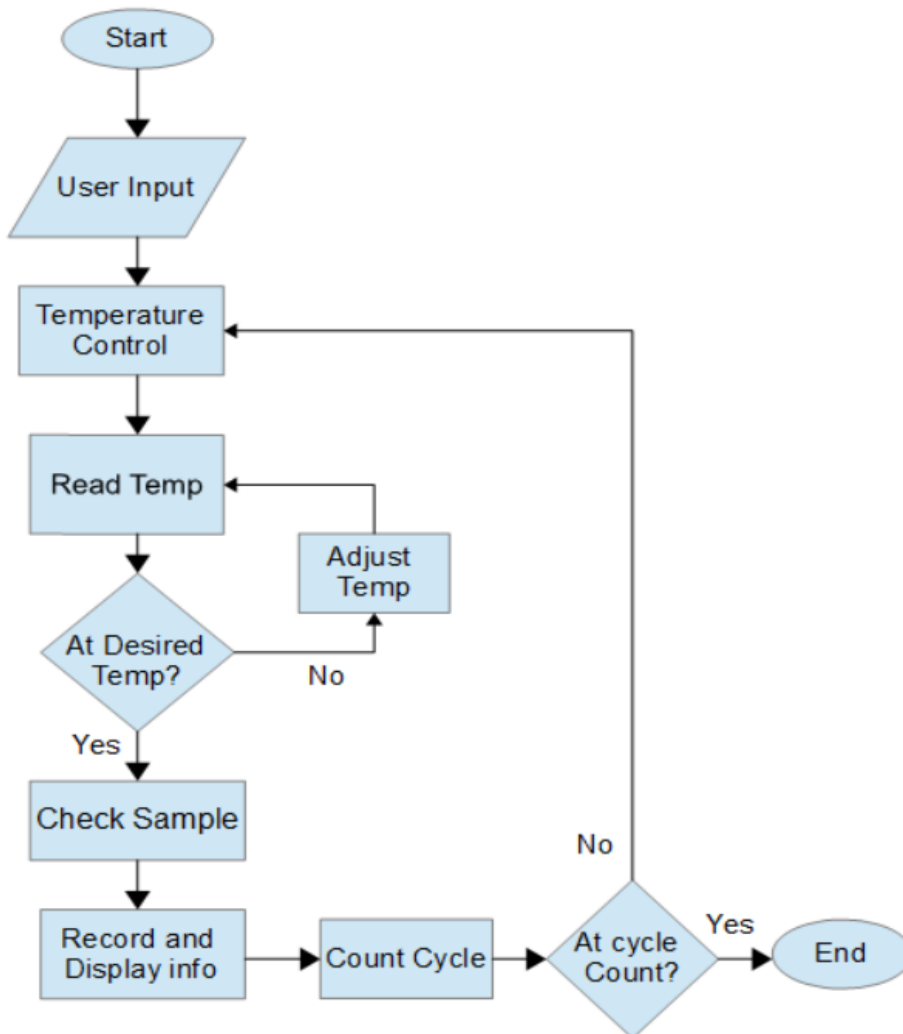 Start
User Input
Temperature
Control
Read Temp
Adjust
Temp
At Desired
Temp?
No
Yes
Check Sample
No
Record and
Display info
Count Cycle
At cycle
Count?
Yes
End